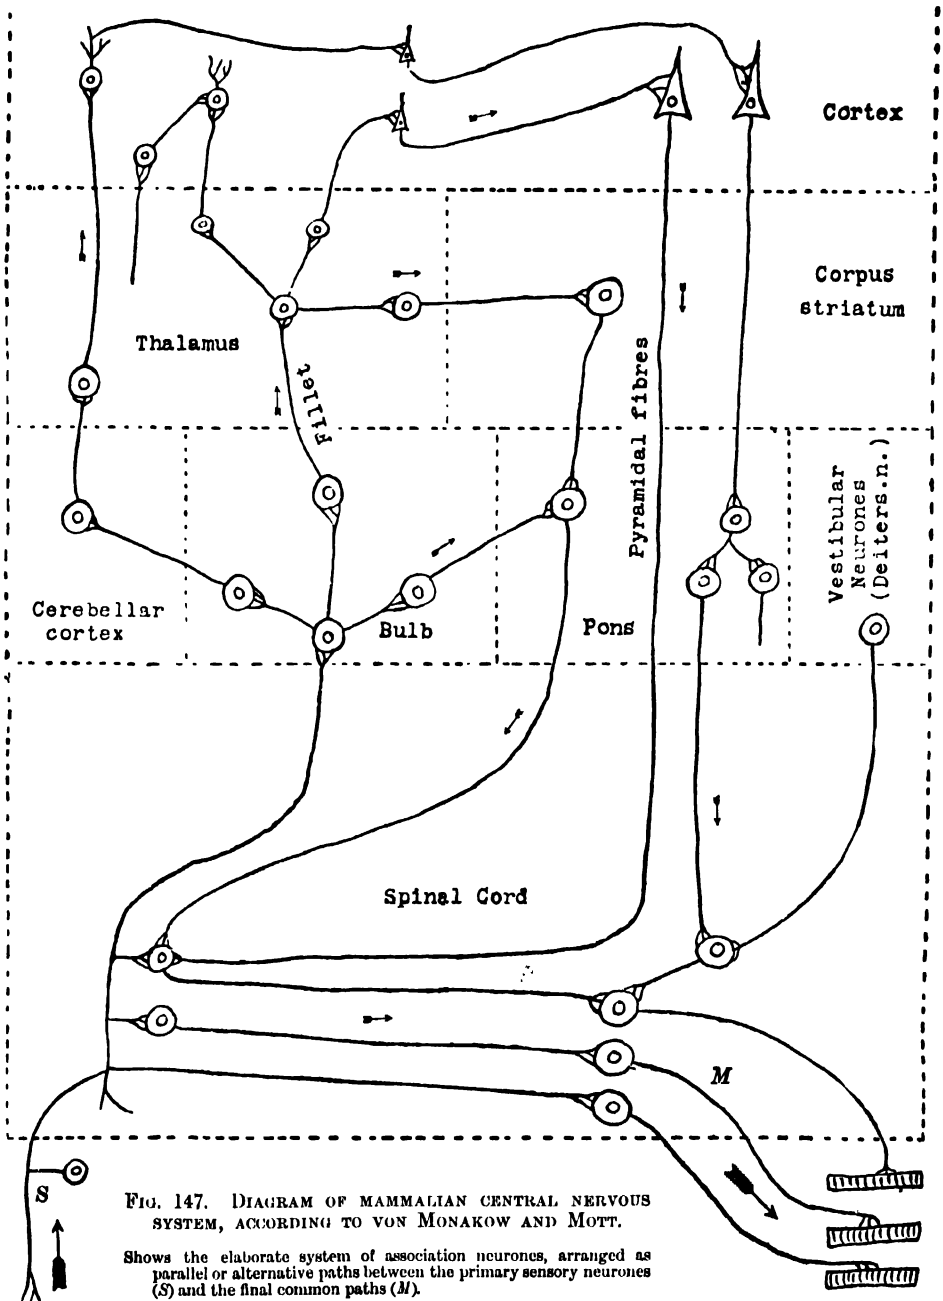 Cortex
Corpus
striatum
Thalamus
Fillet
Pyramidal fibres
Vestibular
Neurones
(Deiters.n.)
Cerebellar
cortex
Bulb
Pons
Spinal Cord
M
S
FIG. 147. DIAGRAM OF MAMMALIAN CENTRAL NERVOUS
SYSTEM, ACCORDING TO VON MONAKOW AND MOTT.
Shows the elaborate system of association neurones, arranged as
parallel or alternative paths between the primary sensory neurones
(S) and the final common paths (M).